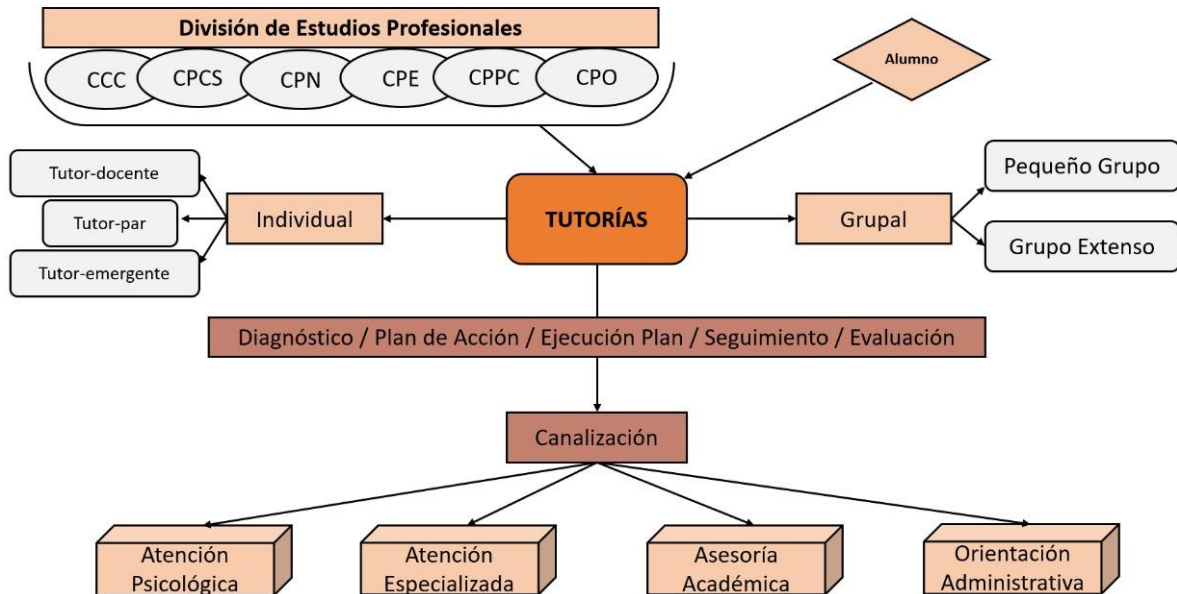 División de Estudios Profesionales
Alumno
CCC
CPCS
CPN
CPE
CPPC
CPO
Tutor-docente
Tutor-par
Tutor-emergente
Individual
TUTORÍAS
Grupal
Pequeño Grupo
Grupo Extenso
Diagnóstico / Plan de Acción / Ejecución Plan / Seguimiento / Evaluación
Canalización
Atención
Psicológica
Atención
Especializada
Asesoría
Académica
Orientación
Administrativa